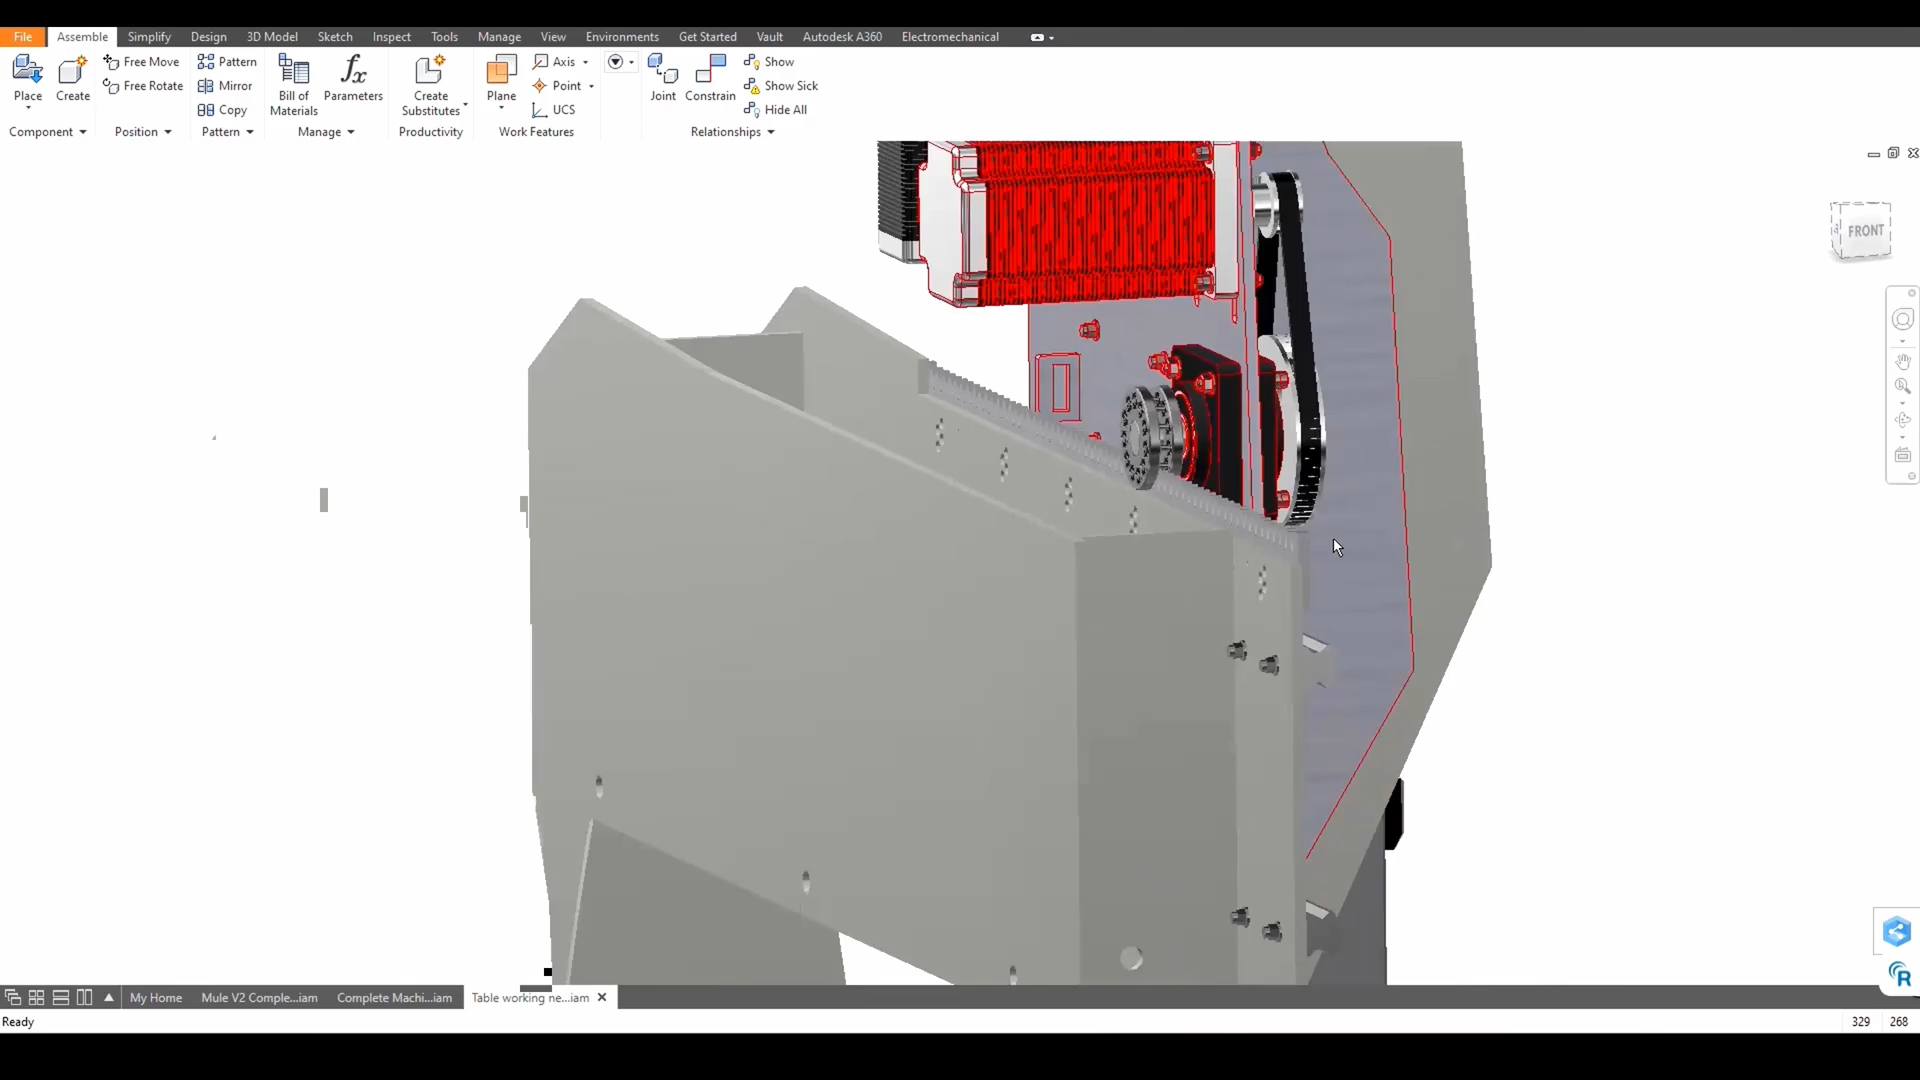 File Assemble Simplify Design 3D Model Sketch Inspect Tools Manage View Environments Get Started Vault Autodesk A360 Electromechanical
Place
Create
Free Move
Free Rotate
Pattern
Mirror
Copy
Bill of
Materials
fx
Parameters
Create
Substitutes
Plane
Axis
Point
UCS
Joint
Constrain
Show
Show Sick
Hide All
Component Position Pattern Manage Productivity Work Features Relationships
FRONT
R
My Home Mule V2 Comple...iam Complete Machi...iam Table working ne...iam
Ready 329 268